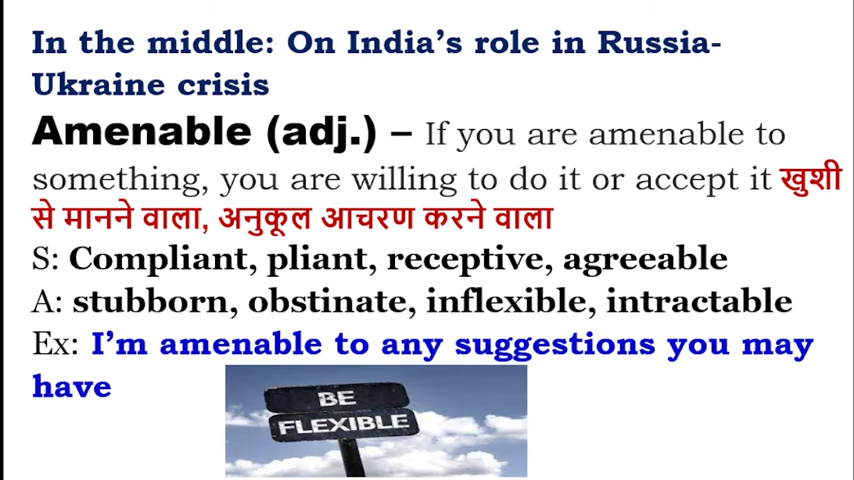 In the middle: On India's role in Russia-
Ukraine crisis
Amenable (adj.) – If you are amenable to
something, you are willing to do it or accept it खुशी
से मानने वाला, अनुकूल आचरण करने वाला
S: Compliant, pliant, receptive, agreeable
A: stubborn, obstinate, inflexible, intractable
Ex: I'm amenable to any suggestions you may
have
BE
FLEXIBLE